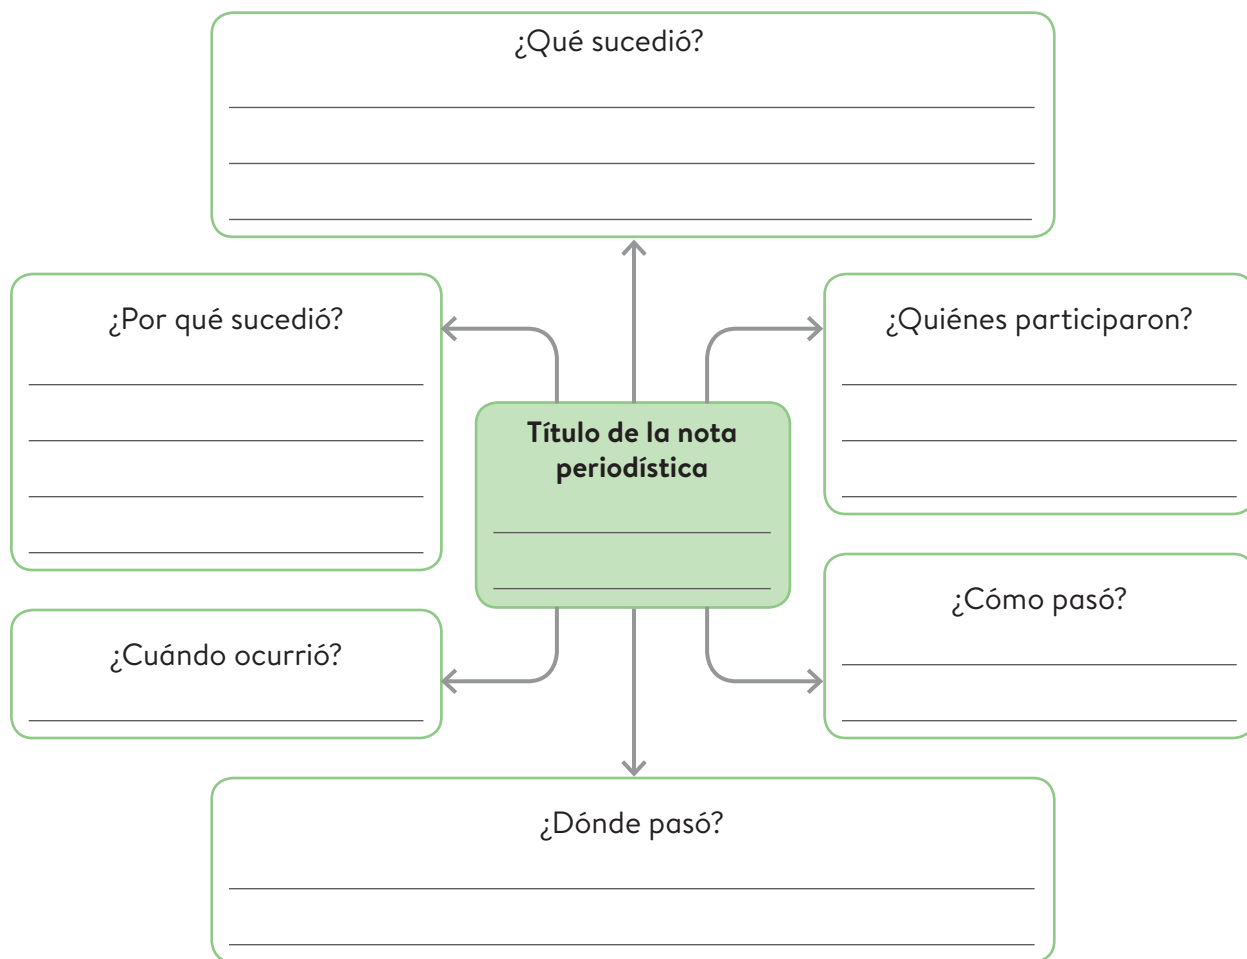 ¿Qué sucedió?
¿Por qué sucedió?
¿Quiénes participaron?
Título de la nota
periodística
¿Cómo pasó?
¿Cuándo ocurrió?
¿Dónde pasó?